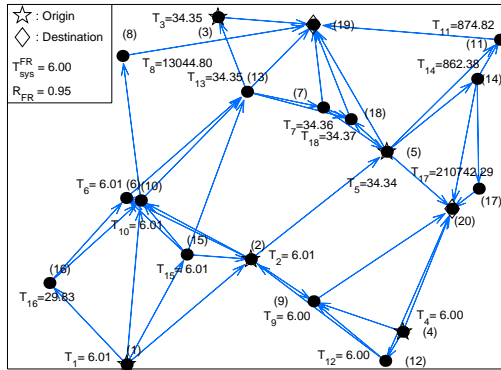 : Origin
: Destination
T_sys^FR = 6.00
R_FR = 0.95
(8)
T_3=34.35
(3)
(19)
T_11=874.82
(11)
T_8=13044.80
T_13=34.35 (13)
T_14=862.38
(14)
(7)
(18)
T_7=34.36
T_18=34.37
(5)
T_17=210742.29
T_5=34.34
(17)
(20)
T_6= 6.01 (6) (10)
T_10= 6.01
(15)
T_15=6.01
(2)
T_2= 6.01
(16)
T_16=29.83
(9)
T_9= 6.00
T_4= 6.00
(4)
T_12= 6.00
(12)
(1)
T_1= 6.01